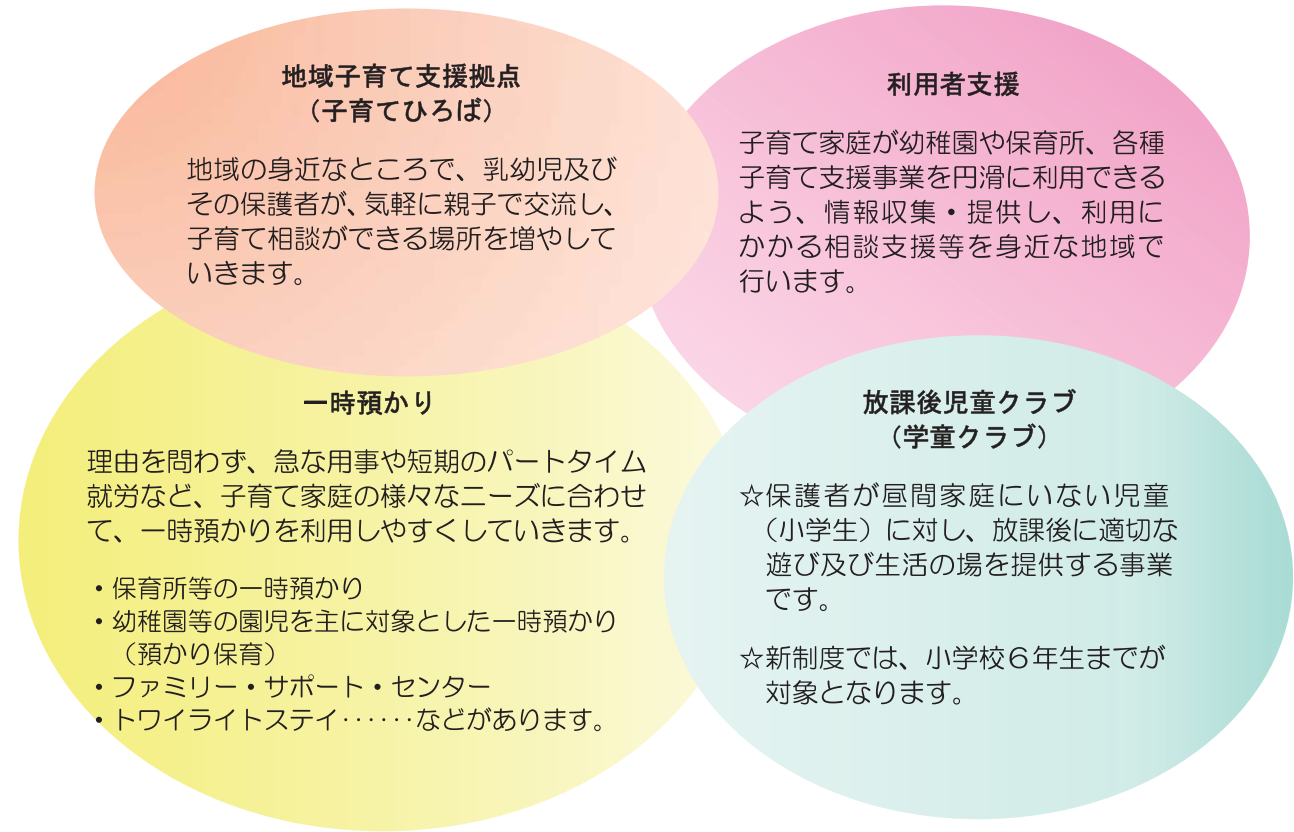 地域子育て支援拠点
(子育てひろば)
地域の身近なところで、乳幼児及び
その保護者が、気軽に親子で交流し、
子育て相談ができる場所を増やして
いきます。
利用者支援
子育て家庭が幼稚園や保育所、各種
子育て支援事業を円滑に利用できる
よう、情報収集・提供し、利用に
かかる相談支援等を身近な地域で
行います。
一時預かり
理由を問わず、急な用事や短期のパートタイム
就労など、子育て家庭の様々なニーズに合わせ
て、一時預かりを利用しやすくしていきます。
・保育所等の一時預かり
・幼稚園等の園児を主に対象とした一時預かり
（預かり保育）
・ファミリー・サポート・センター
・トワイライトステイ……などがあります。
放課後児童クラブ
（学童クラブ）
☆保護者が昼間家庭にいない児童
（小学生）に対し、放課後に適切な
遊び及び生活の場を提供する事業
です。
☆新制度では、小学校６年生までが
対象となります。